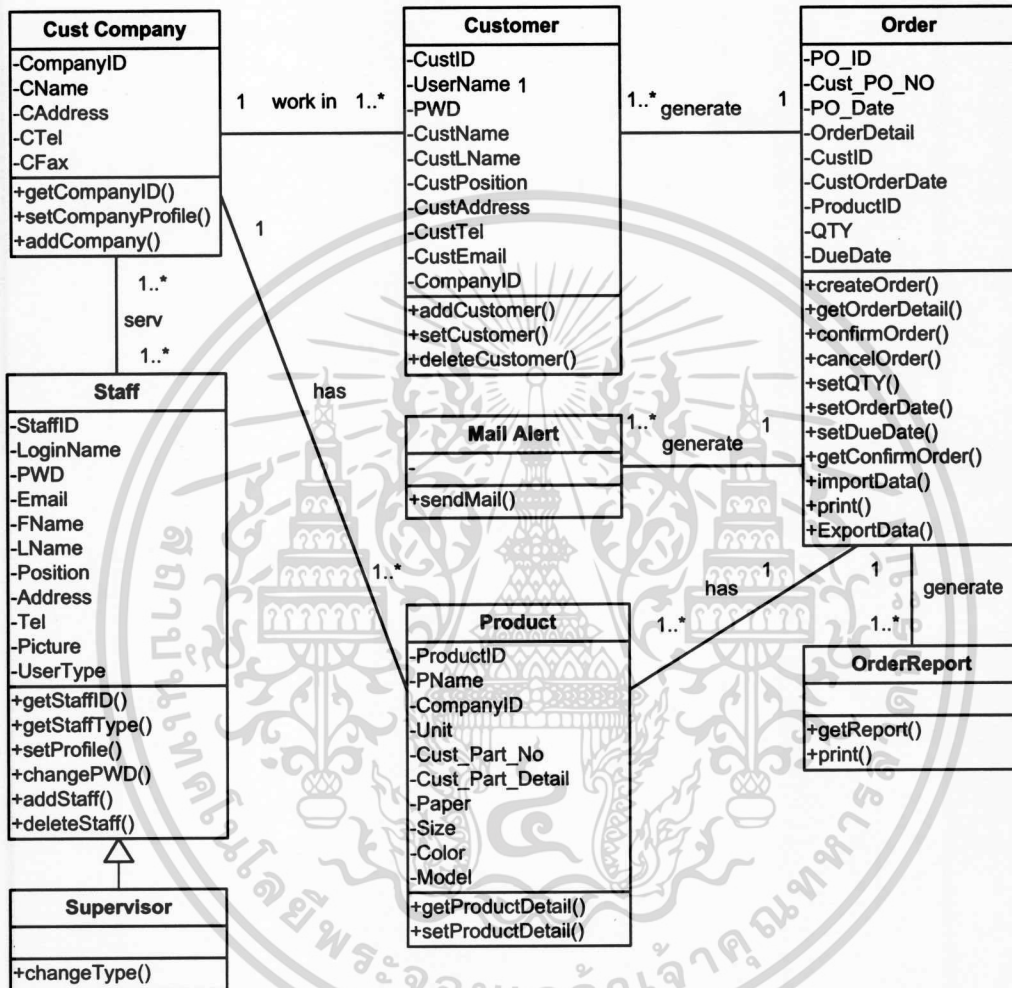 Cust Company
-CompanyID
-CName
-CAddress
-CTel
-CFax
+getCompanyID()
+setCompanyProfile()
+addCompany()
1 work in 1..*
Customer
-CustID
-UserName 1
-PWD
-CustName
-CustLName
-CustPosition
-CustAddress
-CustTel
-CustEmail
-CompanyID
+addCustomer()
+setCustomer()
+deleteCustomer()
1..* generate 1
Order
-PO_ID
-Cust_PO_NO
-PO_Date
-OrderDetail
-CustID
-CustOrderDate
-ProductID
-QTY
-DueDate
+createOrder()
+getOrderDetail()
+confirmOrder()
+cancelOrder()
+setQTY()
+setOrderDate()
+setDueDate()
+getConfirmOrder()
+importData()
+print()
+ExportData()
1..*
serv
1..*
1
has
1..*
Staff
-StaffID
-LoginName
-PWD
-Email
-FName
-LName
-Position
-Address
-Tel
-Picture
-UserType
+getStaffID()
+getStaffType()
+setProfile()
+changePWD()
+addStaff()
+deleteStaff()
Mail Alert
-
+sendMail()
1..* generate 1
has 1
1..*
1 generate
1..*
Product
-ProductID
-PName
-CompanyID
-Unit
-Cust_Part_No
-Cust_Part_Detail
-Paper
-Size
-Color
-Model
+getProductDetail()
+setProductDetail()
OrderReport
+getReport()
+print()
Supervisor
+changeType()